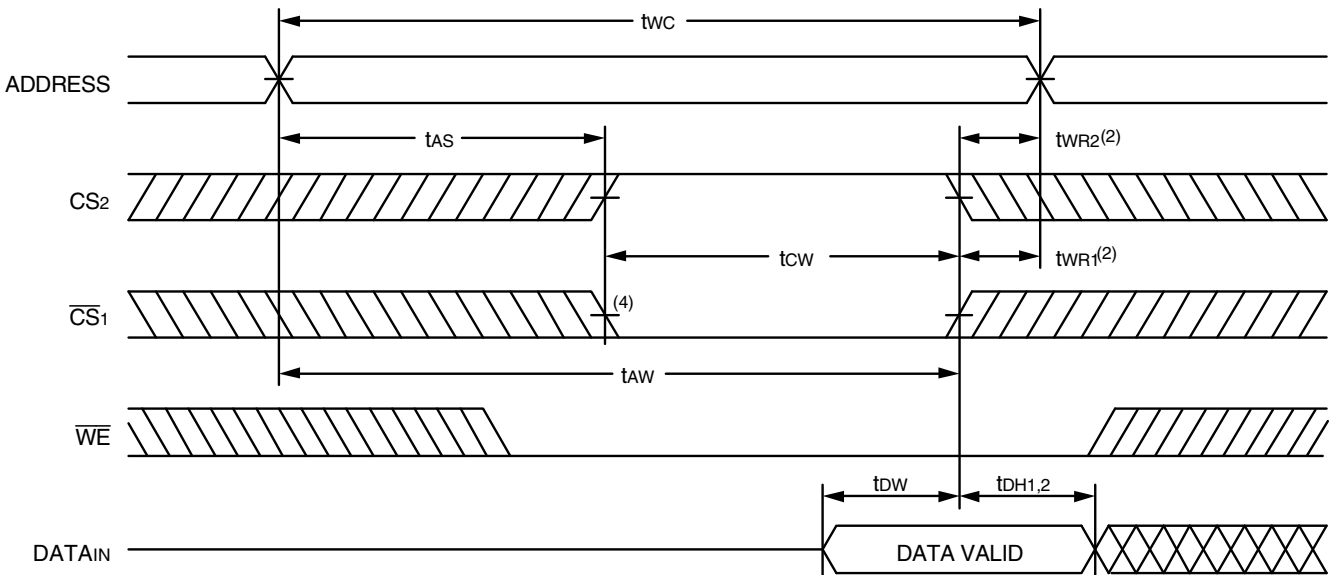 tWC
ADDRESS
tAS
tWR2(2)
CS2
tCW
tWR1(2)
CS1
(4)
tAW
WE
tDW
tDH1,2
DATAIN
DATA VALID